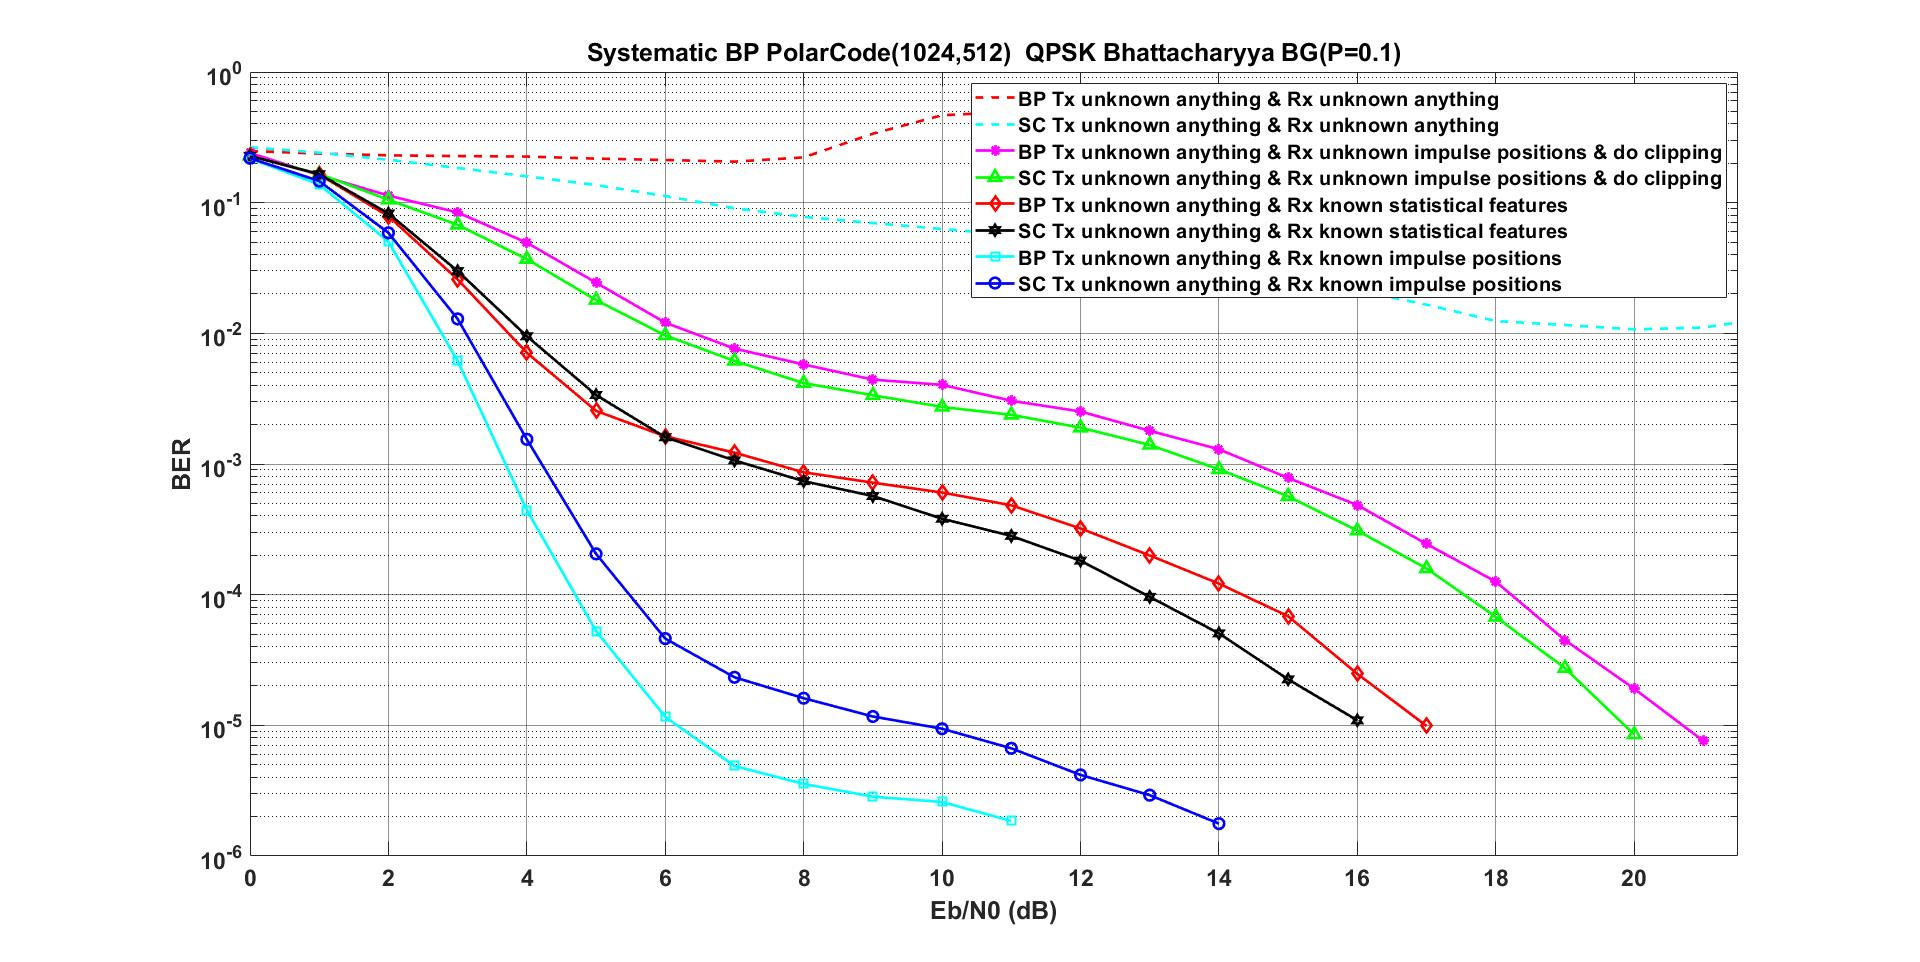 Systematic BP PolarCode(1024,512)  QPSK Bhattacharyya BG(P=0.1)
BP Tx unknown anything & Rx unknown anything
SC Tx unknown anything & Rx unknown anything
BP Tx unknown anything & Rx unknown impulse positions & do clipping
SC Tx unknown anything & Rx unknown impulse positions & do clipping
BP Tx unknown anything & Rx known statistical features
SC Tx unknown anything & Rx known statistical features
BP Tx unknown anything & Rx known impulse positions
SC Tx unknown anything & Rx known impulse positions
BER
10^0
10^-1
10^-2
10^-3
10^-4
10^-5
10^-6
0 2 4 6 8 10 12 14 16 18 20
Eb/N0 (dB)